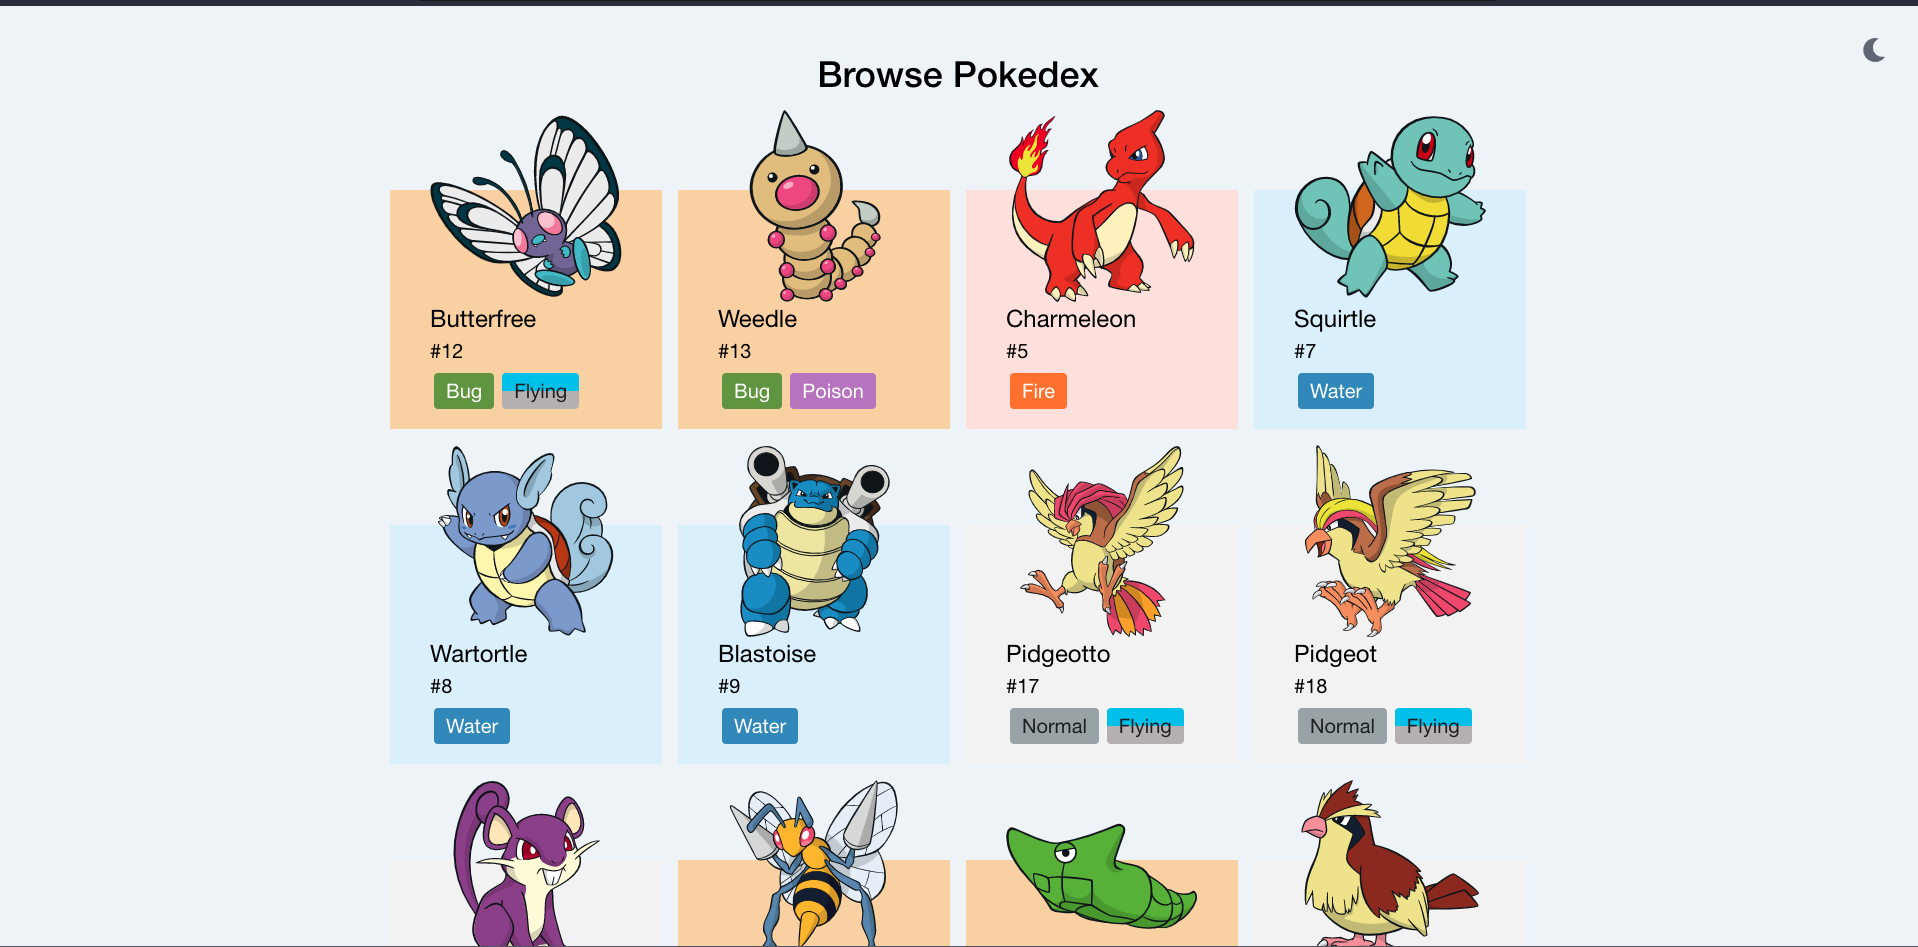 Browse Pokedex
Butterfree
#12
Bug Flying
Weedle
#13
Bug Poison
Charmeleon
#5
Fire
Squirtle
#7
Water
Wartortle
#8
Water
Blastoise
#9
Water
Pidgeotto
#17
Normal Flying
Pidgeot
#18
Normal Flying